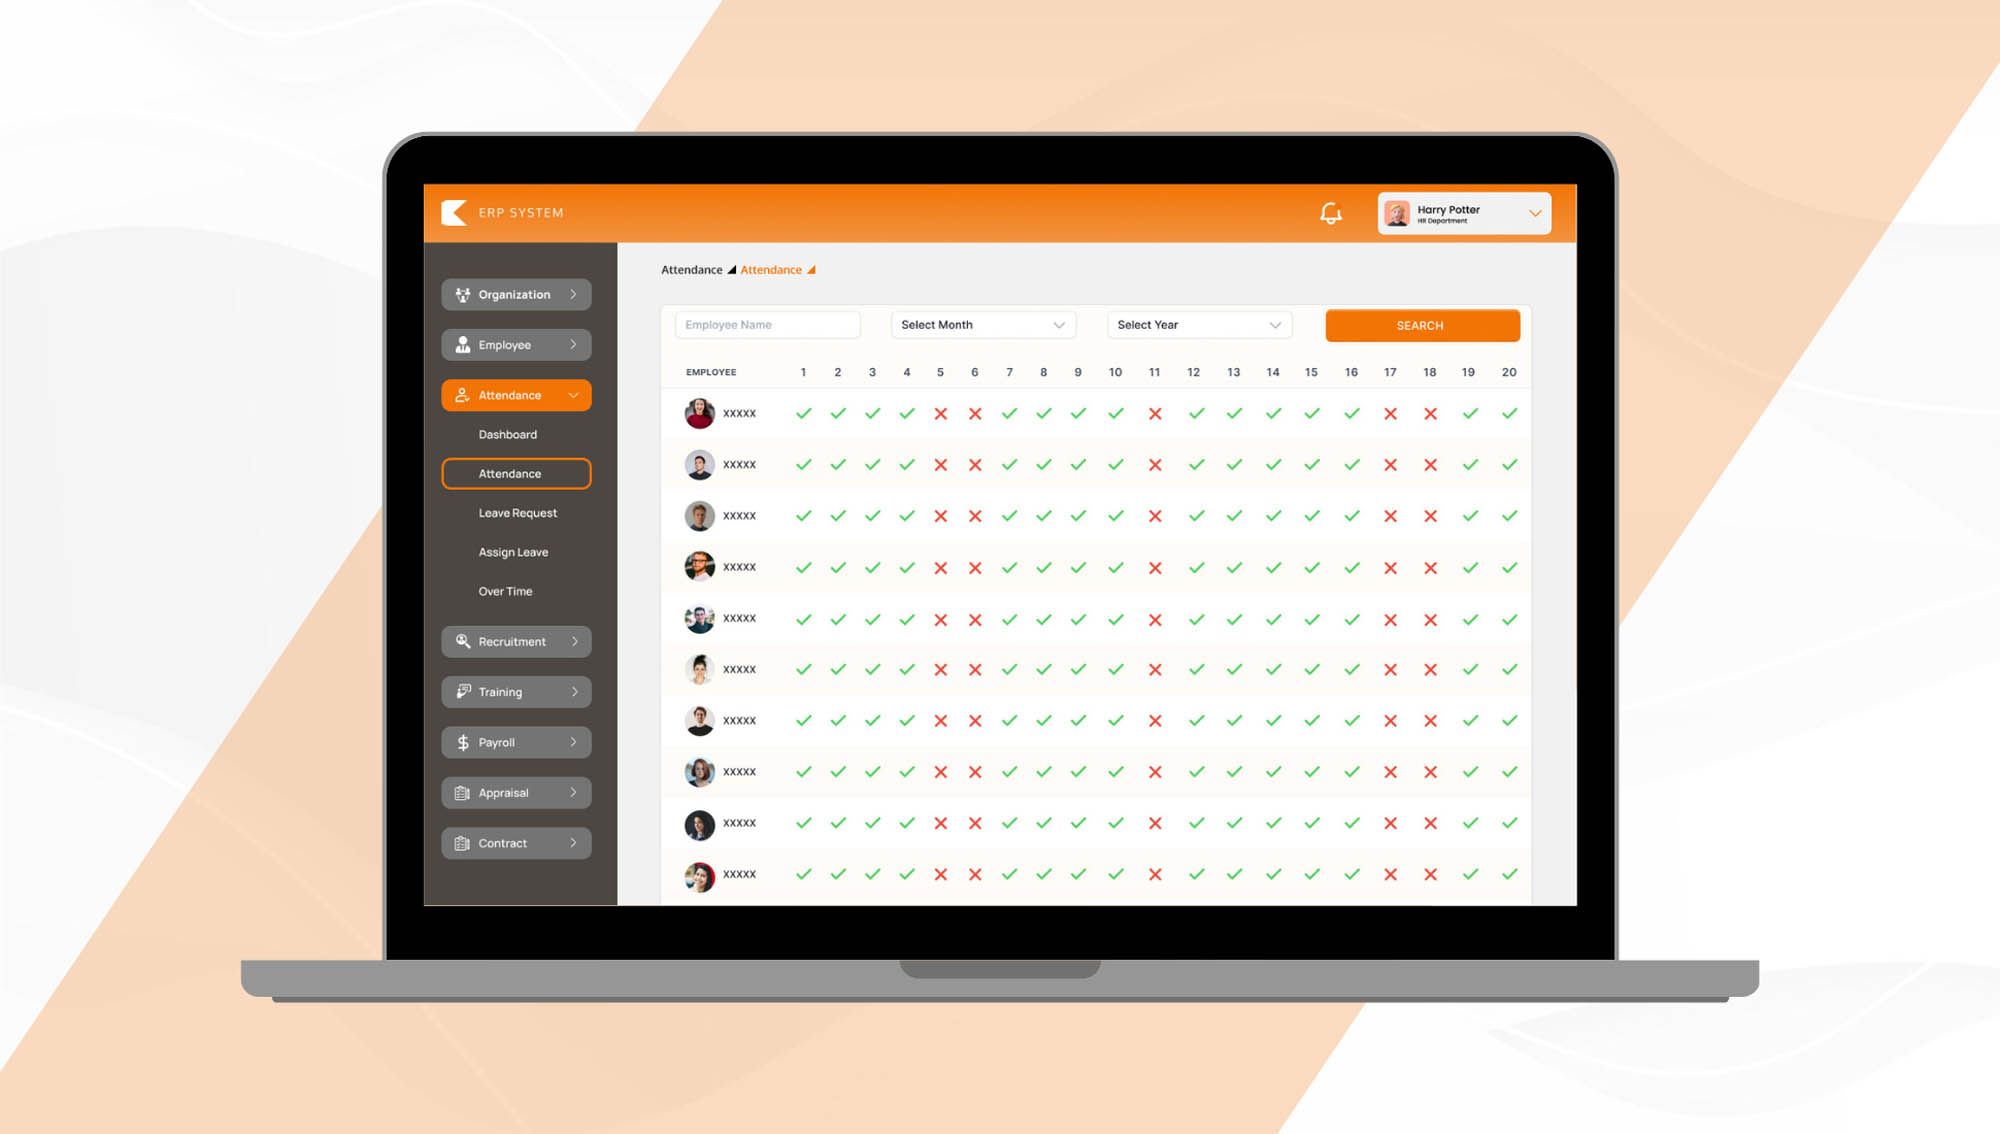 ERP SYSTEM
Harry Potter
HR Department
Organization
Employee
Attendance
Dashboard
Attendance
Leave Request
Assign Leave
Over Time
Recruitment
Training
Payroll
Appraisal
Contract
Attendance Attendance
Employee Name Select Month Select Year SEARCH
EMPLOYEE 1 2 3 4 5 6 7 8 9 10 11 12 13 14 15 16 17 18 19 20
XXXXX
XXXXX
XXXXX
XXXXX
XXXXX
XXXXX
XXXXX
XXXXX
XXXXX
XXXXX